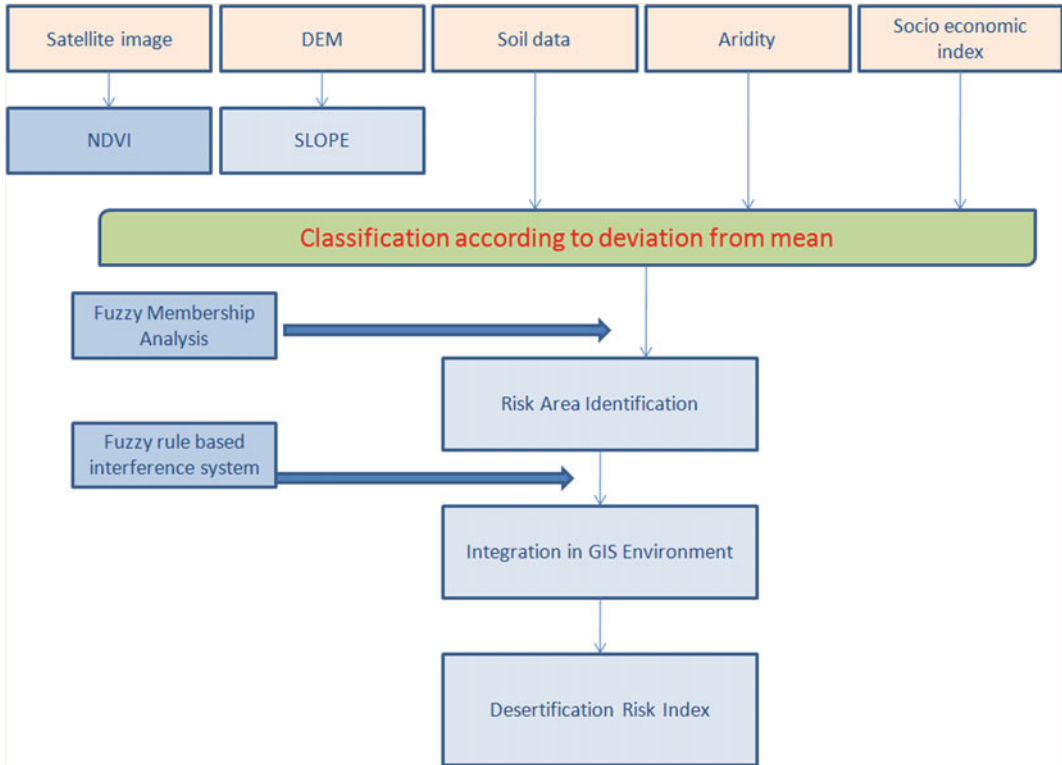 Satellite image
DEM
Soil data
Aridity
Socio economic
index
NDVI
SLOPE
Classification according to deviation from mean
Fuzzy Membership
Analysis
Risk Area Identification
Fuzzy rule based
interference system
Integration in GIS Environment
Desertification Risk Index